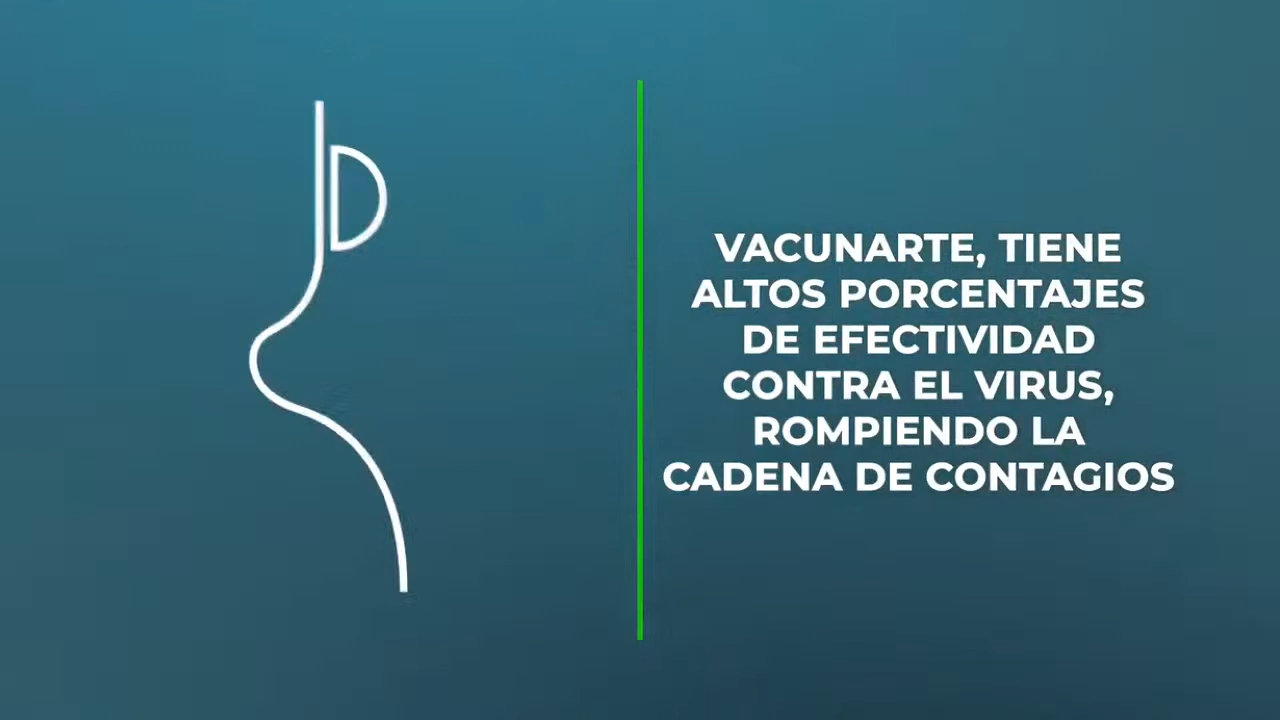 VACUNARTE, TIENE
ALTOS PORCENTAJES
DE EFECTIVIDAD
CONTRA EL VIRUS,
ROMPIENDO LA
CADENA DE CONTAGIOS